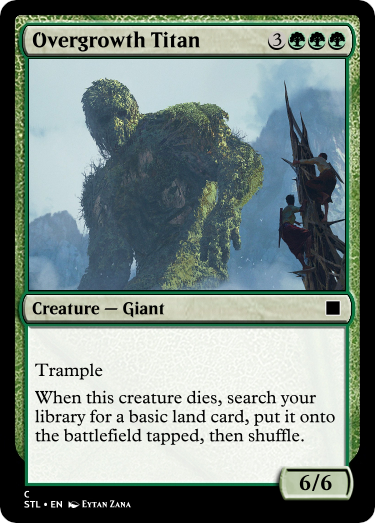 Overgrowth Titan 3
Creature — Giant
Trample
When this creature dies, search your
library for a basic land card, put it onto
the battlefield tapped, then shuffle.
6/6
C
STL • EN Eytan Zana